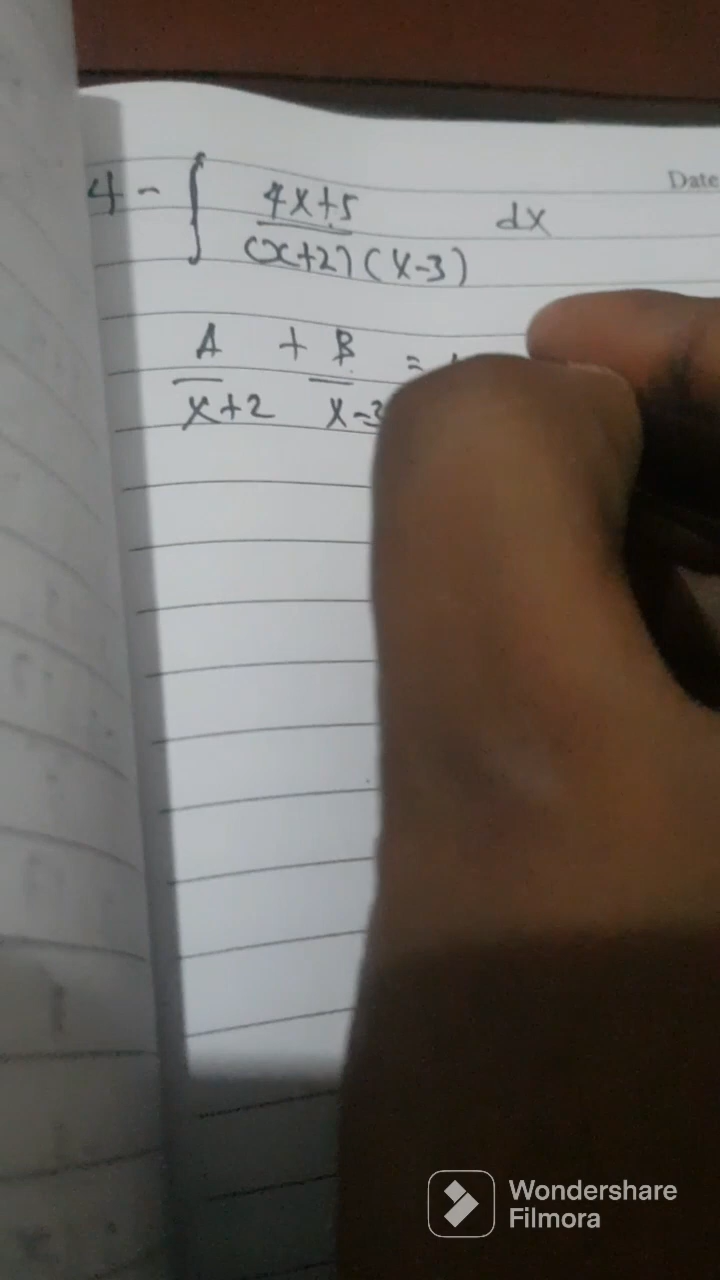 Date
4 - ∫ 4x+5 dx
(x+2) (x-3)
A + B =
x+2 x-3
Wondershare
Filmora